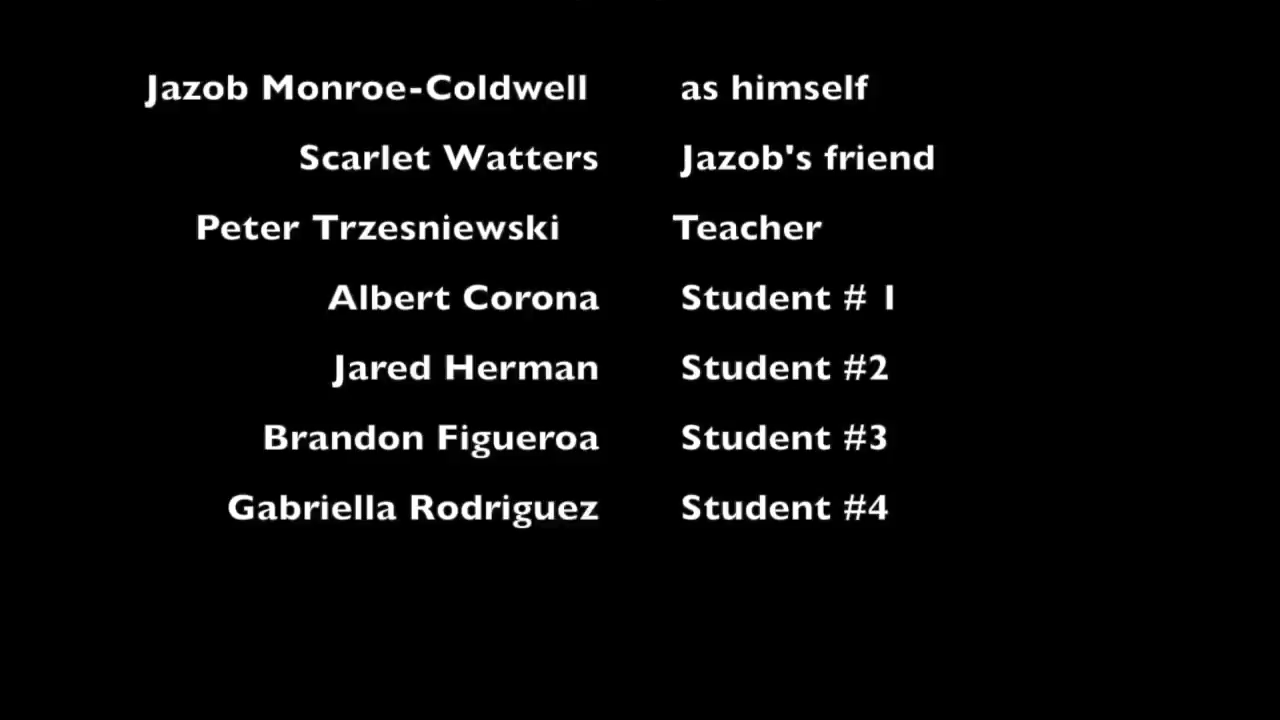 Jazob Monroe-Coldwell as himself
Scarlet Watters Jazob's friend
Peter Trzesniewski Teacher
Albert Corona Student # 1
Jared Herman Student #2
Brandon Figueroa Student #3
Gabriella Rodriguez Student #4